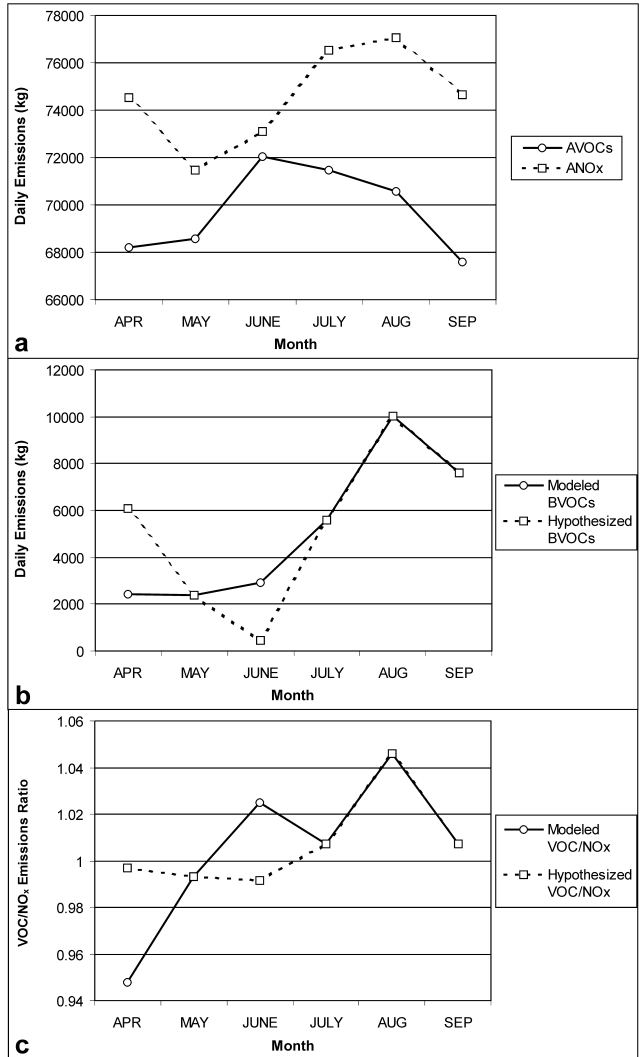 78000
76000
74000
72000
70000
68000
66000
Daily Emissions (kg)
APR MAY JUNE JULY AUG SEP
Month
AVOCs
ANOx
a
12000
10000
8000
6000
4000
2000
0
Daily Emissions (kg)
APR MAY JUNE JULY AUG SEP
Month
Modeled
BVOCs
Hypothesized
BVOCs
b
1.06
1.04
1.02
1
0.98
0.96
0.94
VOC/NOx Emissions Ratio
APR MAY JUNE JULY AUG SEP
Month
Modeled
VOC/NOx
Hypothesized
VOC/NOx
c